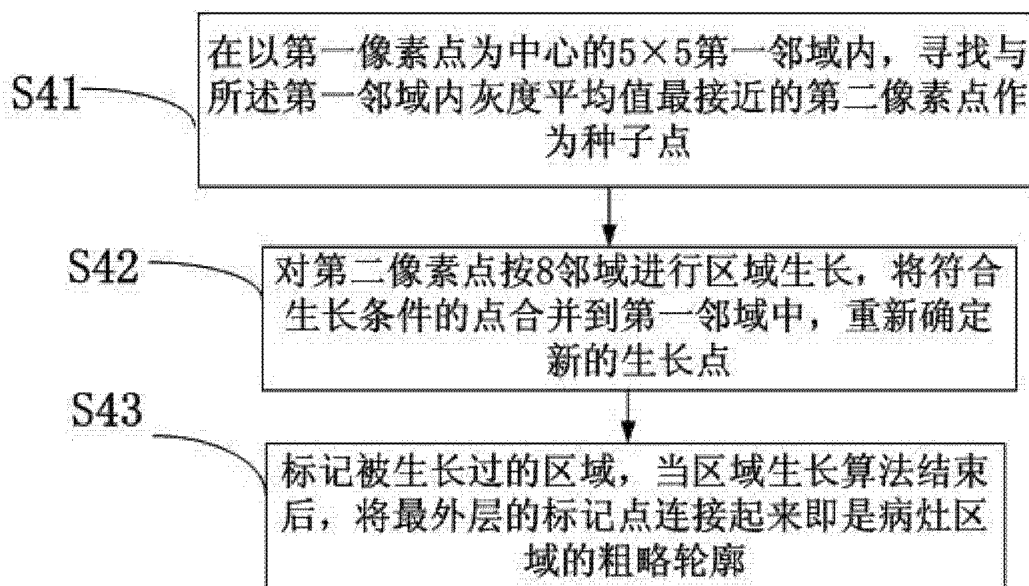 S41
在以第一像素点为中心的5×5第一邻域内，寻找与
所述第一邻域内灰度平均值最接近的第二像素点作
为种子点
S42
对第二像素点按8邻域进行区域生长，将符合
生长条件的点合并到第一邻域中，重新确定
新的生长点
S43
标记被生长过的区域，当区域生长算法结束
后，将最外层的标记点连接起来即是病灶区
域的粗略轮廓